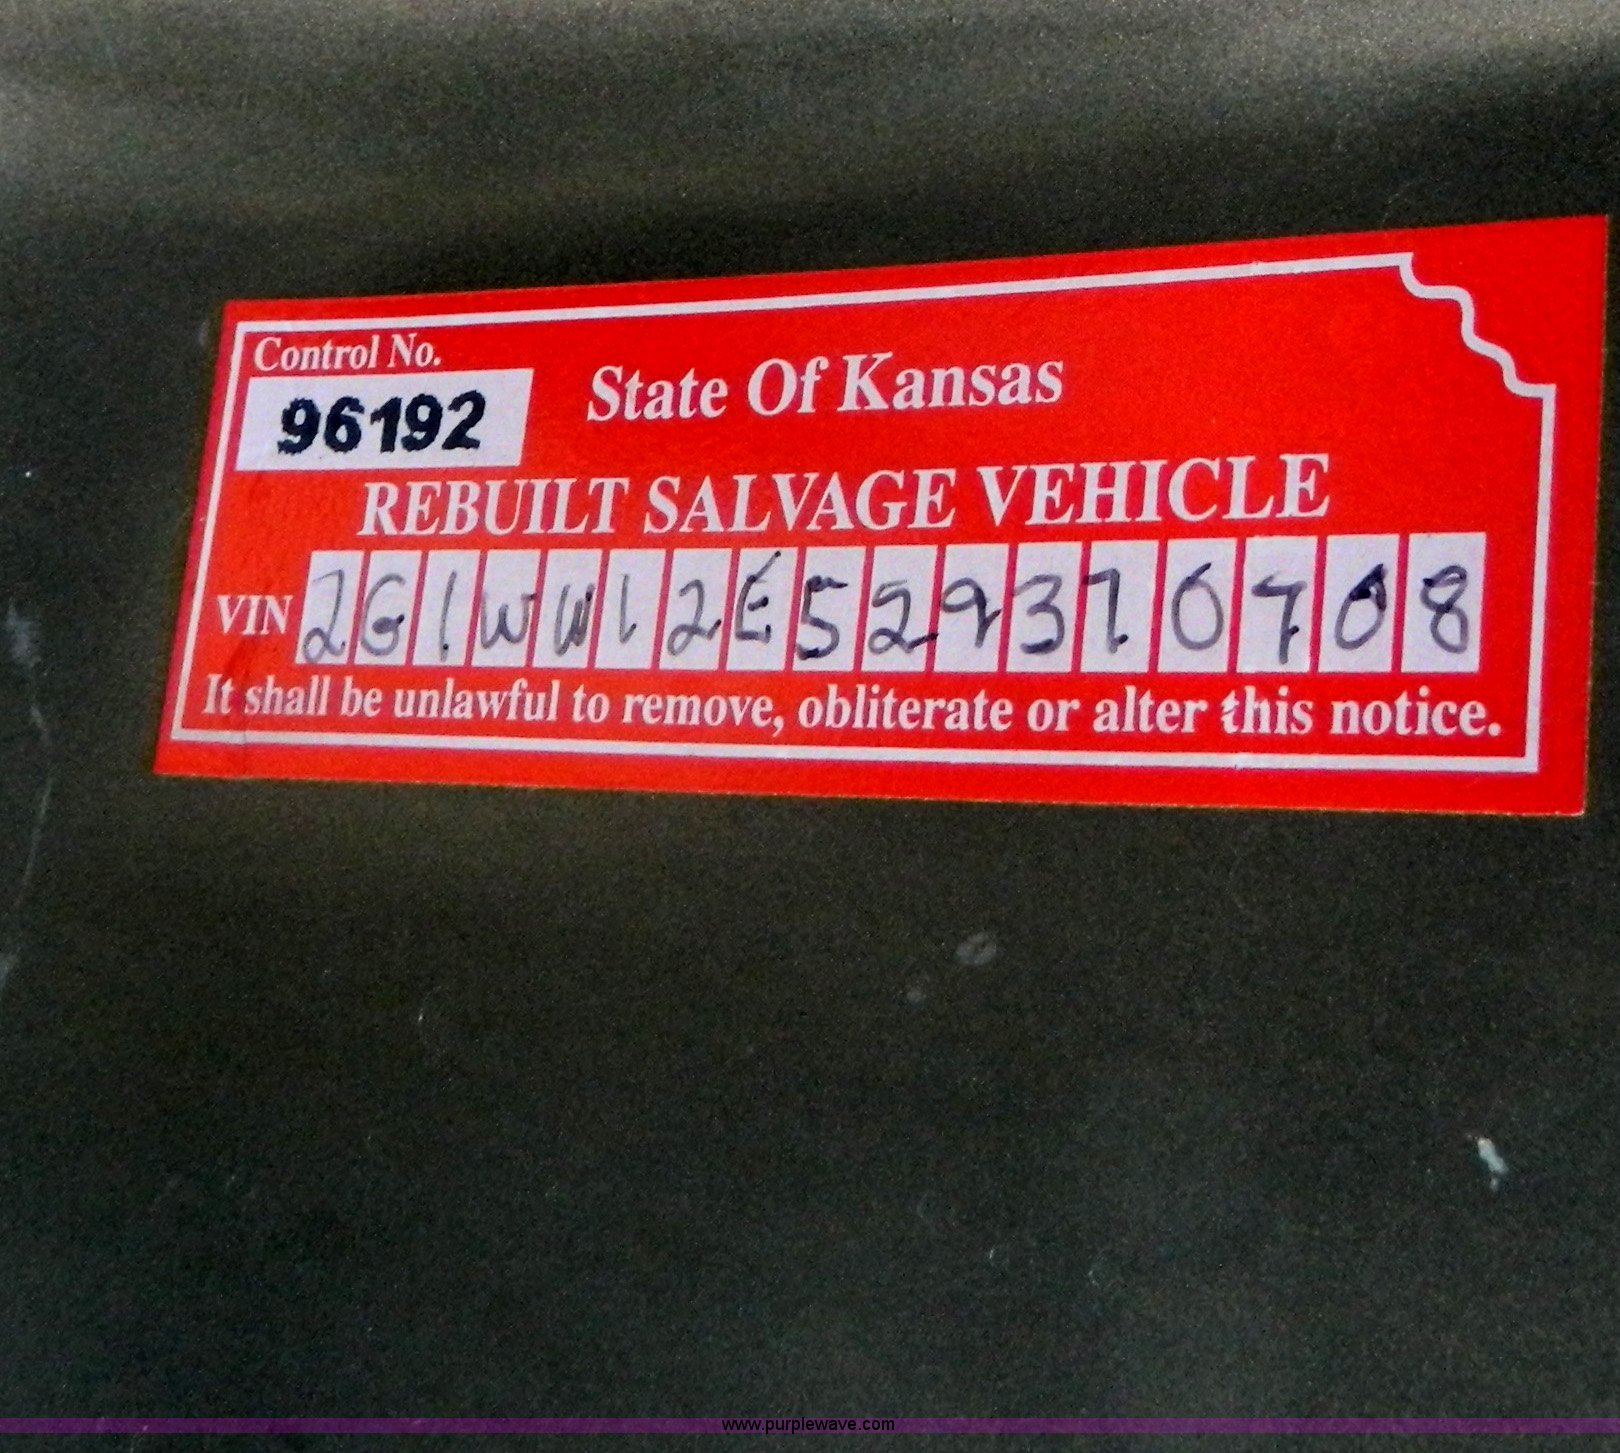 Control No.
96192
State Of Kansas
REBUILT SALVAGE VEHICLE
VIN 2G1WW12E529370708
It shall be unlawful to remove, obliterate or alter this notice.
www.purplewave.com